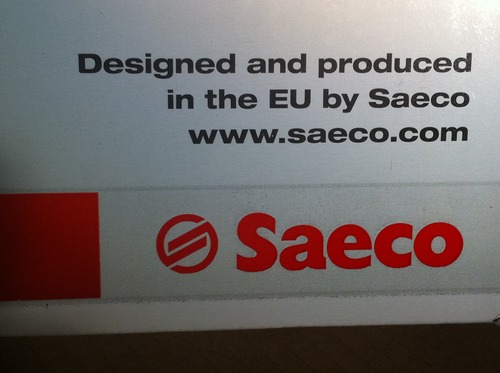 Designed and produced
in the EU by Saeco
www.saeco.com
Saeco